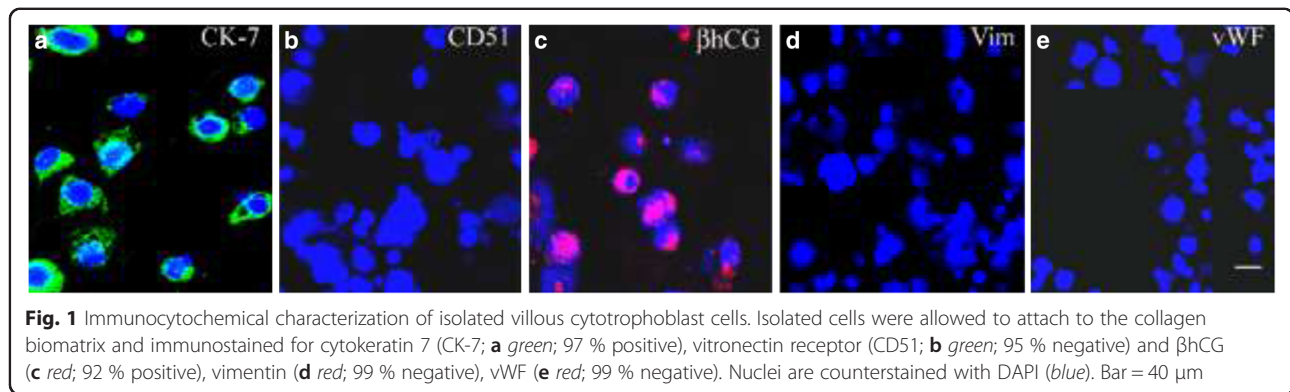 a CK-7 b CD51 c βhCG d Vim e vWF
Fig. 1 Immunocytochemical characterization of isolated villous cytotrophoblast cells. Isolated cells were allowed to attach to the collagen
biomatrix and immunostained for cytokeratin 7 (CK-7; a green; 97 % positive), vitronectin receptor (CD51; b green; 95 % negative) and βhCG
(c red; 92 % positive), vimentin (d red; 99 % negative), vWF (e red; 99 % negative). Nuclei are counterstained with DAPI (blue). Bar = 40 μm